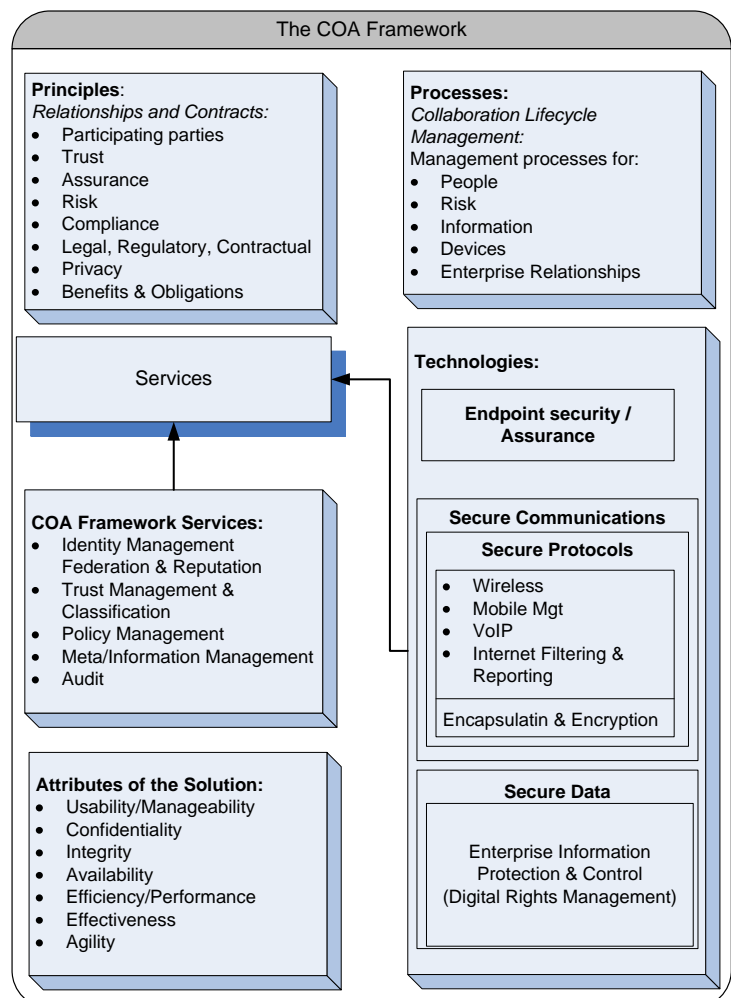 The COA Framework
Principles:
Relationships and Contracts:
• Participating parties
• Trust
• Assurance
• Risk
• Compliance
• Legal, Regulatory, Contractual
• Privacy
• Benefits & Obligations
Processes:
Collaboration Lifecycle
Management:
Management processes for:
• People
• Risk
• Information
• Devices
• Enterprise Relationships
Services
Technologies:
Endpoint security /
Assurance
COA Framework Services:
• Identity Management
Federation & Reputation
• Trust Management &
Classification
• Policy Management
• Meta/Information Management
• Audit
Secure Communications
Secure Protocols
• Wireless
• Mobile Mgt
• VoIP
• Internet Filtering &
Reporting
Encapsulatin & Encryption
Attributes of the Solution:
• Usability/Manageability
• Confidentiality
• Integrity
• Availability
• Efficiency/Performance
• Effectiveness
• Agility
Secure Data
Enterprise Information
Protection & Control
(Digital Rights Management)